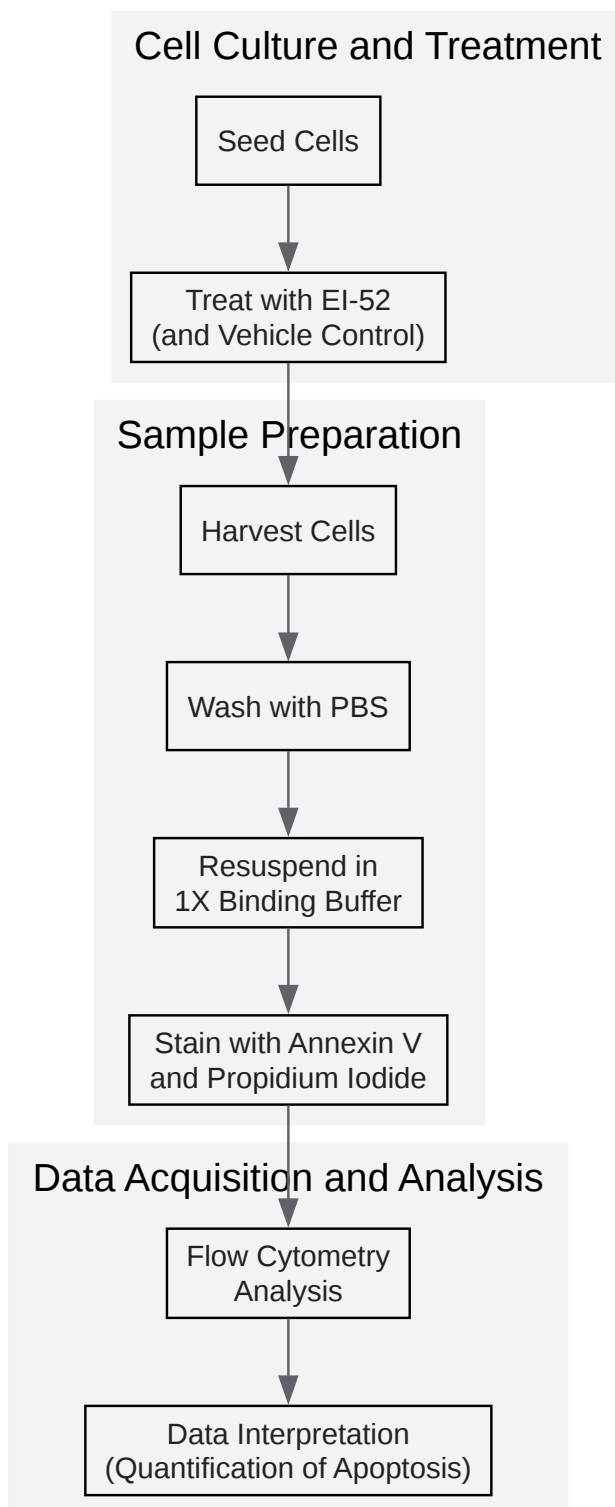 Cell Culture and Treatment
Seed Cells
Treat with EI-52
(and Vehicle Control)
Sample Preparation
Harvest Cells
Wash with PBS
Resuspend in
1X Binding Buffer
Stain with Annexin V
and Propidium Iodide
Data Acquisition and Analysis
Flow Cytometry
Analysis
Data Interpretation
(Quantification of Apoptosis)